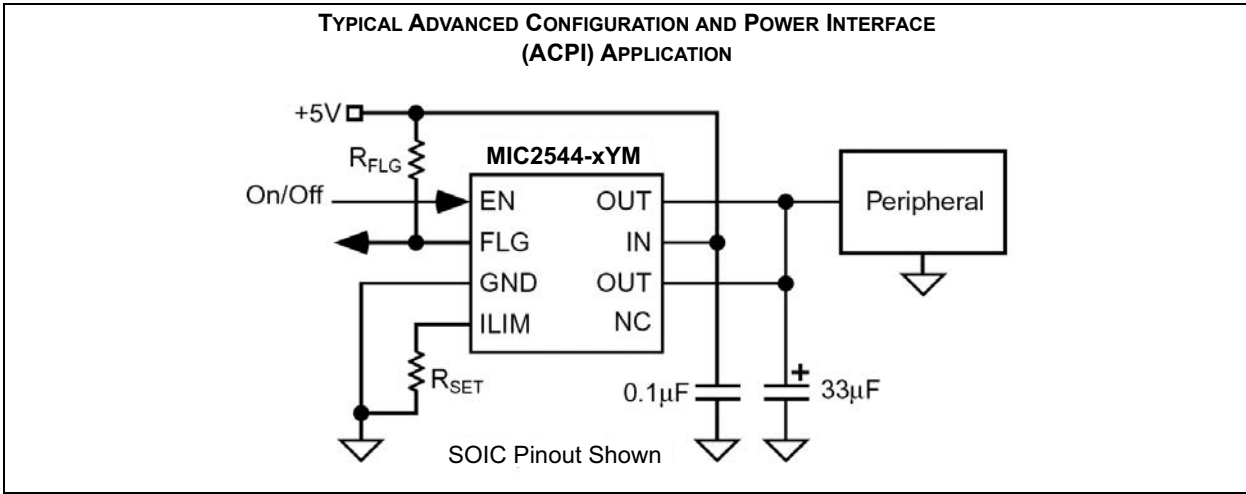 TYPICAL ADVANCED CONFIGURATION AND POWER INTERFACE
(ACPI) APPLICATION
+5V
RFLG
MIC2544-xYM
On/Off
EN
OUT
FLG
IN
GND
OUT
ILIM
NC
Peripheral
RSET
0.1µF
+
33µF
SOIC Pinout Shown